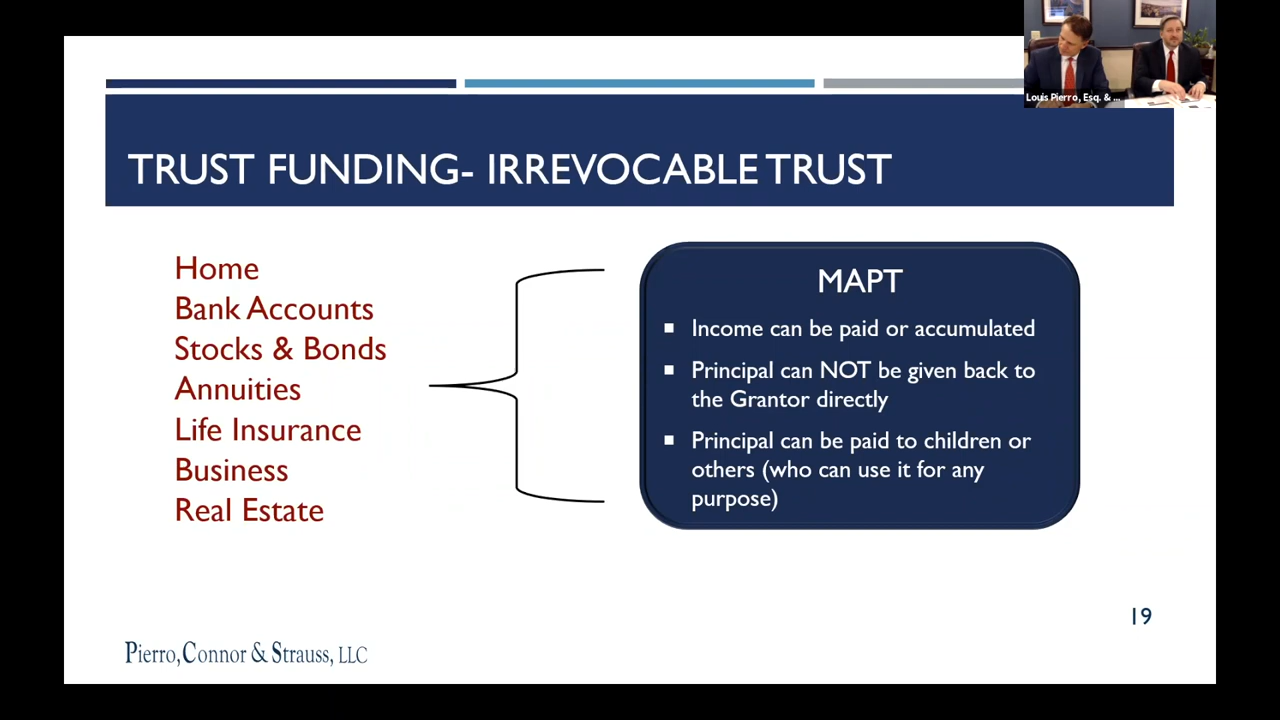 Louis Pierro, Esq. & ...
TRUST FUNDING- IRREVOCABLE TRUST
Home
Bank Accounts
Stocks & Bonds
Annuities
Life Insurance
Business
Real Estate
MAPT
▪ Income can be paid or accumulated
▪ Principal can NOT be given back to
the Grantor directly
▪ Principal can be paid to children or
others (who can use it for any
purpose)
19
Pierro, Connor & Strauss, LLC